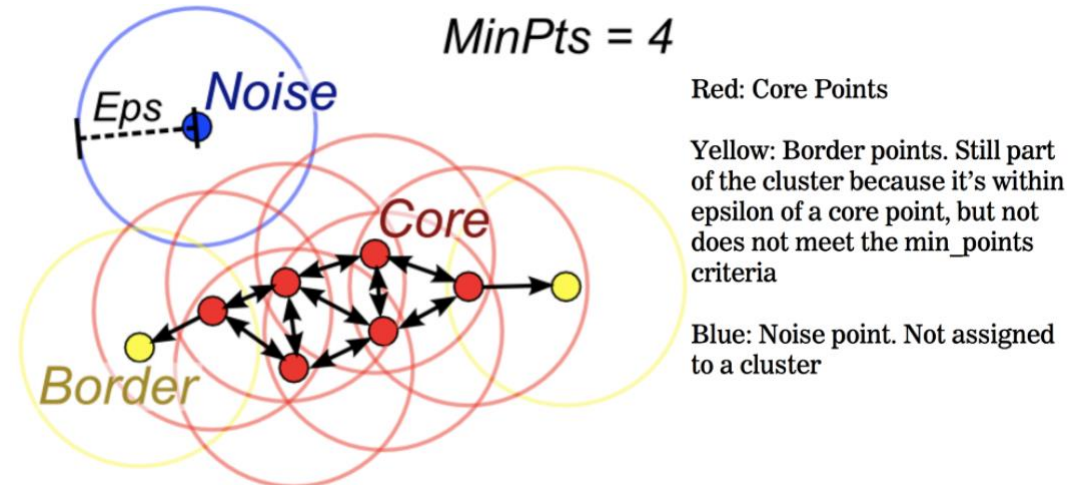 MinPts = 4
Eps
Noise
Core
Border
Red: Core Points
Yellow: Border points. Still part
of the cluster because it’s within
epsilon of a core point, but not
does not meet the min_points
criteria
Blue: Noise point. Not assigned
to a cluster